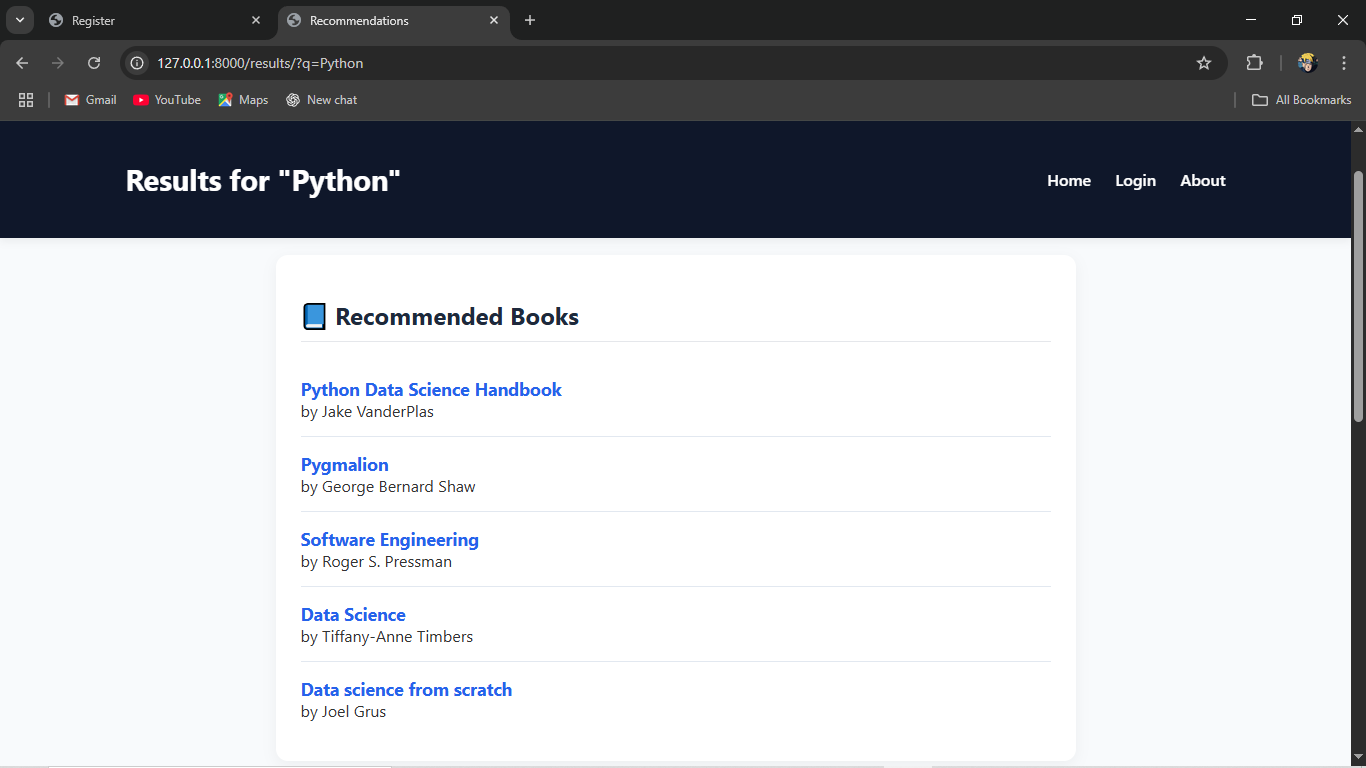 Register
Recommendations
127.0.0.1:8000/results/?q=Python
Gmail
YouTube
Maps
New chat
All Bookmarks
Results for "Python"
Home
Login
About
Recommended Books
Python Data Science Handbook
by Jake VanderPlas
Pygmalion
by George Bernard Shaw
Software Engineering
by Roger S. Pressman
Data Science
by Tiffany-Anne Timbers
Data science from scratch
by Joel Grus